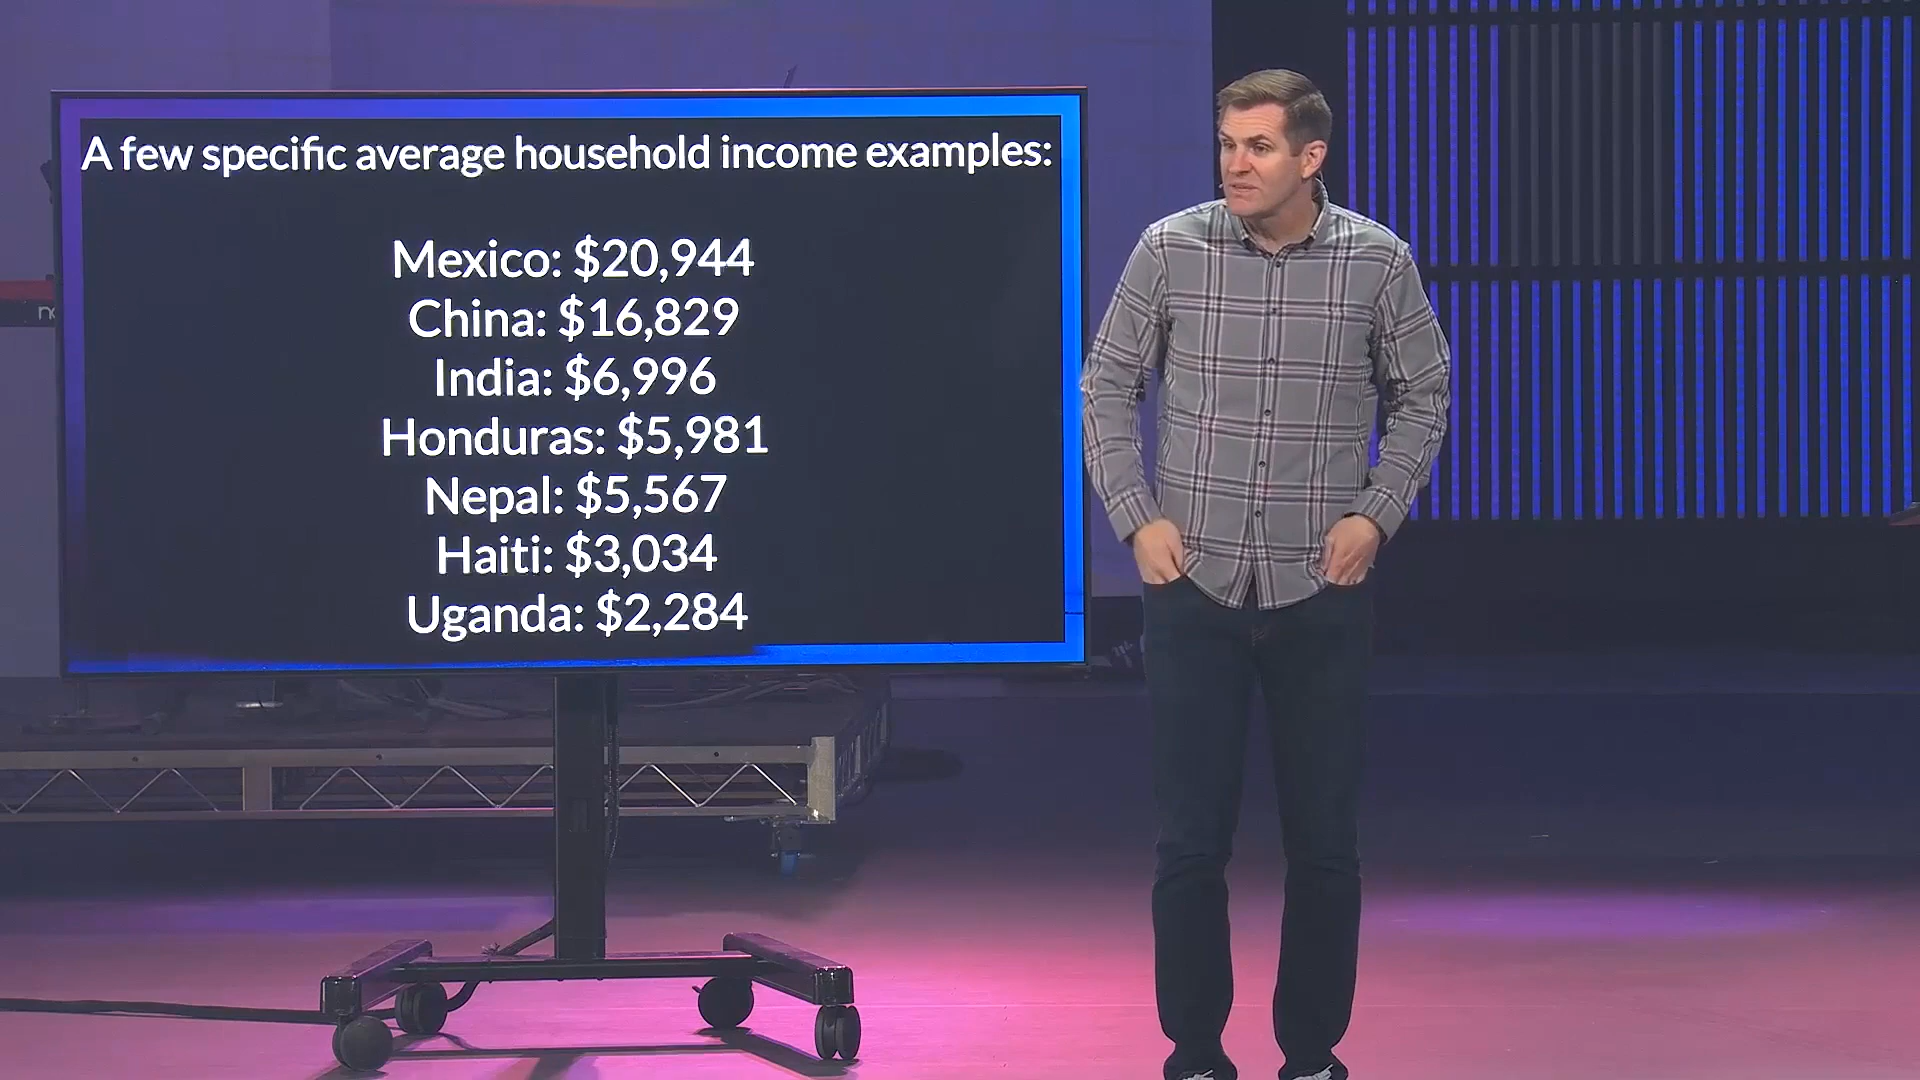 A few specific average household income examples:
Mexico: $20,944
China: $16,829
India: $6,996
Honduras: $5,981
Nepal: $5,567
Haiti: $3,034
Uganda: $2,284